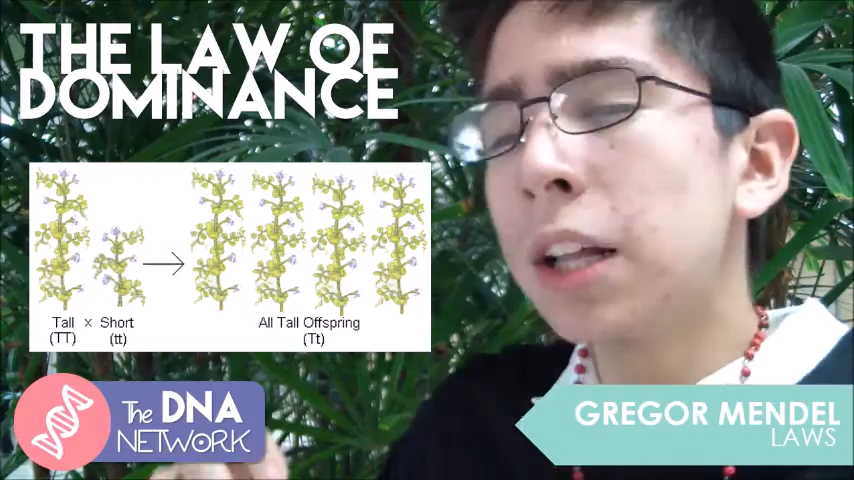 THE LAW OF
DOMINANCE
Tall x Short
(TT) (tt)
All Tall Offspring
(Tt)
The DNA
NETWORK
GREGOR MENDEL
LAWS